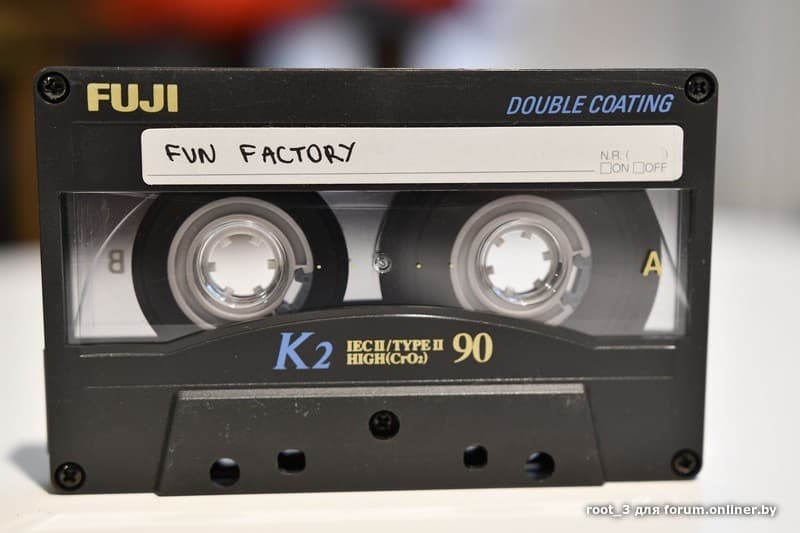 FUJI
DOUBLE COATING
FUN FACTORY
N.R. ( )
ON OFF
B
A
K2 IEC II/TYPE II 90
HIGH(CrO₂)
root_3 для forum.onliner.by